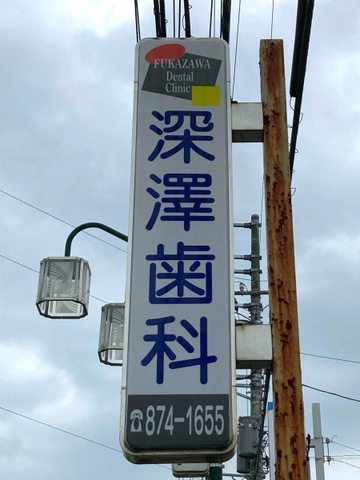 FUKAZAWA
Dental
Clinic
深澤歯科
☎874-1655